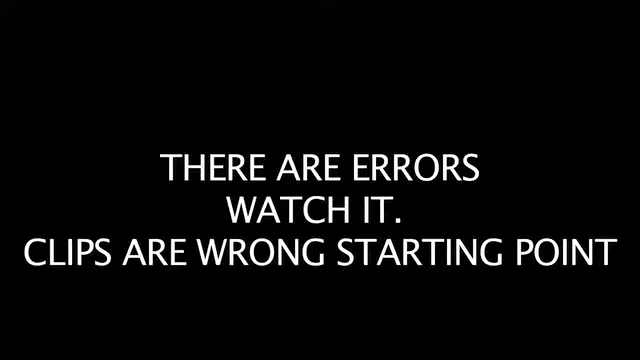 THERE ARE ERRORS
WATCH IT.
CLIPS ARE WRONG STARTING POINT